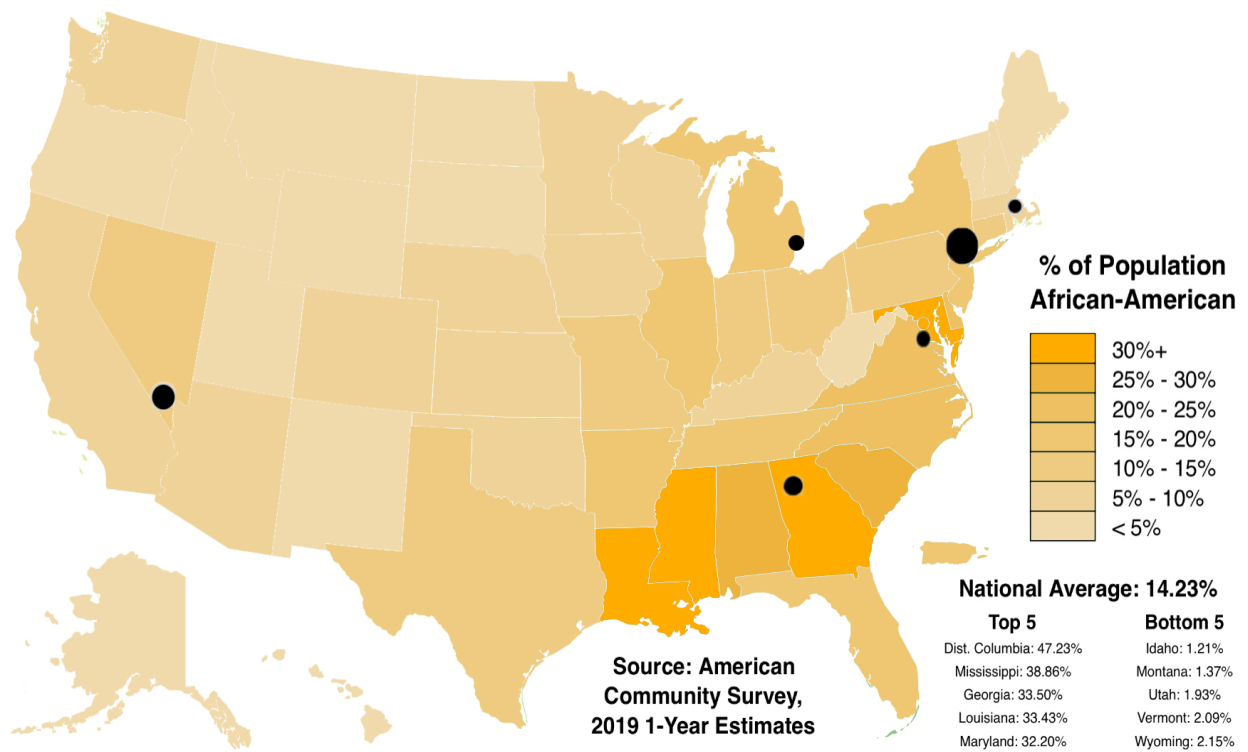 % of Population
African-American
30%+
25% - 30%
20% - 25%
15% - 20%
10% - 15%
5% - 10%
< 5%
National Average: 14.23%
Top 5
Dist. Columbia: 47.23%
Mississippi: 38.86%
Georgia: 33.50%
Louisiana: 33.43%
Maryland: 32.20%
Bottom 5
Idaho: 1.21%
Montana: 1.37%
Utah: 1.93%
Vermont: 2.09%
Wyoming: 2.15%
Source: American
Community Survey,
2019 1-Year Estimates